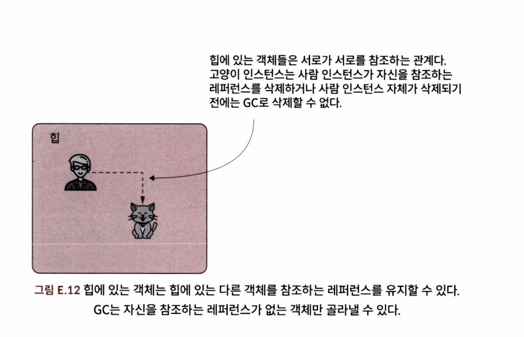 힙에 있는 객체들은 서로가 서로를 참조하는 관계다.
고양이 인스턴스는 사람 인스턴스가 자신을 참조하는
레퍼런스를 삭제하거나 사람 인스턴스 자체가 삭제되기
전에는 GC로 삭제할 수 없다.
힙
그림 E.12 힙에 있는 객체는 힙에 있는 다른 객체를 참조하는 레퍼런스를 유지할 수 있다.
GC는 자신을 참조하는 레퍼런스가 없는 객체만 골라낼 수 있다.